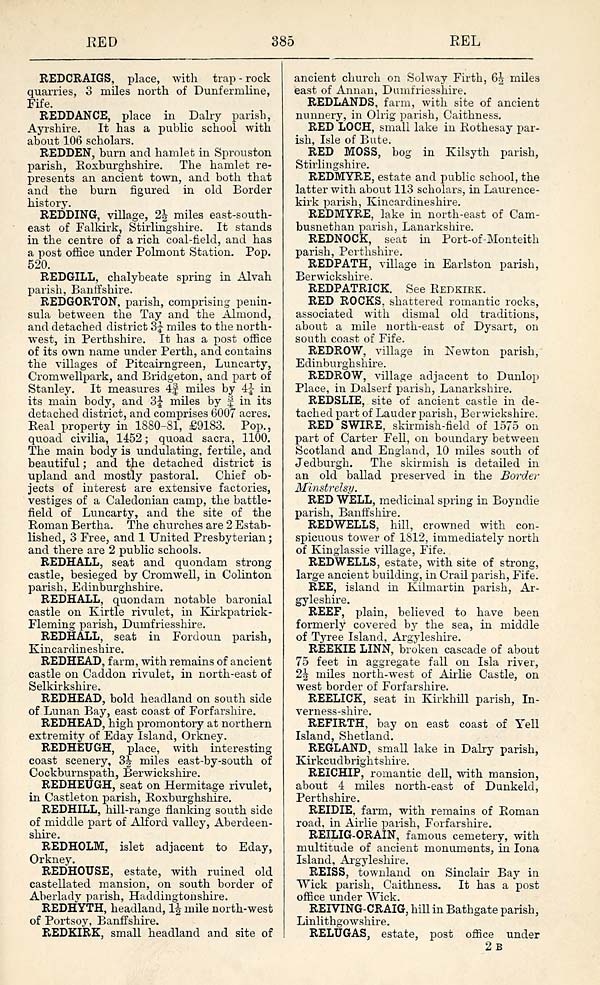 RED 385 REL
REDCRAIGS, place, with trap-rock
quarries, 3 miles north of Dunfermline,
Fife.
REDDANCE, place in Dalry parish,
Ayrshire. It has a public school with
about 106 scholars.
REDDEN, burn and hamlet in Sprouston
parish, Roxburghshire. The hamlet re-
presents an ancient town, and both that
and the burn figured in old Border
history.
REDDING, village, 2½ miles east-south-
east of Falkirk, Stirlingshire. It stands
in the centre of a rich coal-field, and has
a post office under Polmont Station. Pop.
520.
REDGILL, chalybeate spring in Alvah
parish, Banffshire.
REDGORTON, parish, comprising penin-
sula between the Tay and the Almond,
and detached district 3¼ miles to the north-
west, in Perthshire. It has a post office
of its own name under Perth, and contains
the villages of Pitcairngreen, Luncarty,
Cromwellpark, and Bridgeton, and part of
Stanley. It measures 4¾ miles by 4¼ in
its main body, and 3¼ miles by ¾ in its
detached district, and comprises 6007 acres.
Real property in 1880-81, £9183. Pop.,
quoad civilia, 1452; quoad sacra, 1100.
The main body is undulating, fertile, and
beautiful; and the detached district is
upland and mostly pastoral. Chief ob-
jects of interest are extensive factories,
vestiges of a Caledonian camp, the battle-
field of Luncarty, and the site of the
Roman Bertha. The churches are 2 Estab-
lished, 3 Free, and 1 United Presbyterian;
and there are 2 public schools.
REDHALL, seat and quondam strong
castle, besieged by Cromwell, in Colinton
parish, Edinburghshire.
REDHALL, quondam notable baronial
castle on Kirtle rivulet, in Kirkpatrick-
Fleming parish, Dumfriesshire.
REDHALL, seat in Fordoun parish,
Kincardineshire.
REDHEAD, farm, with remains of ancient
castle on Caddon rivulet, in north-east of
Selkirkshire.
REDHEAD, bold headland on south side
of Lunan Bay, east coast of Forfarshire.
REDHEAD, high promontory at northern
extremity of Eday Island, Orkney.
REDHEUGH, place, with interesting
coast scenery, 3½ miles east-by-south of
Cockburnspath, Berwickshire.
REDHEUGH, seat on Hermitage rivulet,
in Castleton parish, Roxburghshire.
REDHILL, hill-range flanking south side
of middle part of Alford valley, Aberdeen-
shire.
REDHOLM, islet adjacent to Eday,
Orkney.
REDHOUSE, estate, with ruined old
castellated mansion, on south border of
Aberlady parish, Haddingtonshire.
REDHYTH, headland, 1½ mile north-west
of Portsoy, Banffshire.
REDKIRK, small headland and site of
ancient church on Solway Firth, 6½ miles
east of Annan, Dumfriesshire.
REDLANDS, farm, with site of ancient
nunnery, in Olrig parish, Caithness.
RED LOCH, small lake in Rothesay par-
ish, Isle of Bute.
RED MOSS, bog in Kilsyth parish,
Stirlingshire.
REDMYRE, estate and public school, the
latter with about 113 scholars, in Laurence-
kirk parish, Kincardineshire.
REDMYRE, lake in north-east of Cam-
busnethan parish, Lanarkshire.
REDNOCK, seat in Port-of-Monteith
parish, Perthshire.
REDPATH, village in Earlston parish,
Berwickshire.
REDPATRICK. See REDKIRK.
RED ROCKS, shattered romantic rocks,
associated with dismal old traditions,
about a mile north-east of Dysart, on
south coast of Fife.
REDROW, village in Newton parish,
Edinburghshire.
REDROW, village adjacent to Dunlop
Place, in Dalserf parish, Lanarkshire.
REDSLIE, site of ancient castle in de-
tached part of Lauder parish, Berwickshire.
RED SWIRE, skirmish-field of 1575 on
part of Carter Fell, on boundary between
Scotland and England, 10 miles south of
Jedburgh. The skirmish is detailed in
an old ballad preserved in the Border
Minstrelsy.
RED WELL, medicinal spring in Boyndie
parish, Banffshire.
REDWELLS, hill, crowned with con-
spicuous tower of 1812, immediately north
of Kinglassie village, Fife.
REDWELLS, estate, with site of strong,
large ancient building, in Crail parish, Fife.
REE, island in Kilmartin parish, Ar-
gyleshire.
REEF, plain, believed to have been
formerly covered by the sea, in middle
of Tyree Island, Argyleshire.
REEKIE LINN, broken cascade of about
75 feet in aggregate fall on Isla river,
2½ miles north-west of Airlie Castle, on
west border of Forfarshire.
REELICK, seat in Kirkhill parish, In-
verness-shire.
REFIRTH, bay on east coast of Yell
Island, Shetland.
REGLAND, small lake in Dalry parish,
Kirkcudbrightshire.
REICHIP, romantic dell, with mansion,
about 4 miles north-east of Dunkeld,
Perthshire.
REIDIE, farm, with remains of Roman
road, in Airlie parish, Forfarshire.
REILIG-ORAIN, famous cemetery, with
multitude of ancient monuments, in Iona
Island, Argyleshire.
REISS, townland on Sinclair Bay in
Wick parish, Caithness. It has a post
office under Wick.
REIVING-CRAIG, hill in Bathgate parish,
Linlithgowshire.
RELUGAS, estate, post office under
2 B